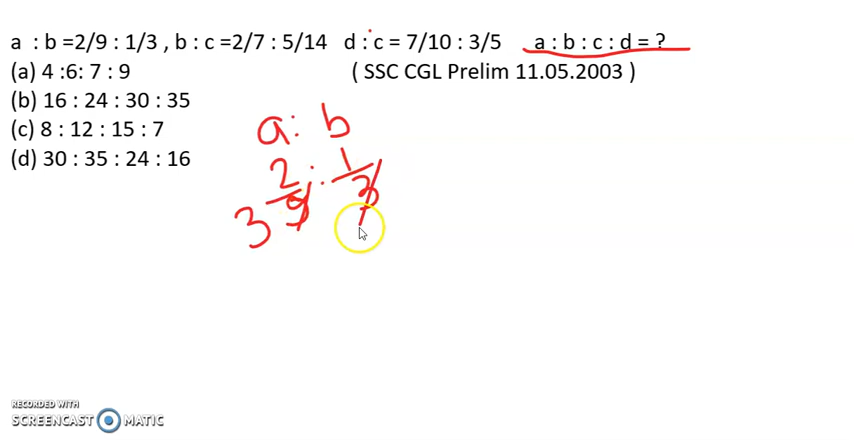 a : b =2/9 : 1/3 , b : c =2/7 : 5/14 d : c = 7/10 : 3/5 a : b : c : d = ?
(a) 4 :6: 7 : 9 ( SSC CGL Prelim 11.05.2003 )
(b) 16 : 24 : 30 : 35
(c) 8 : 12 : 15 : 7
(d) 30 : 35 : 24 : 16
a : b
2/9 : 1/3
3 1
RECORDED WITH
SCREENCAST MATIC